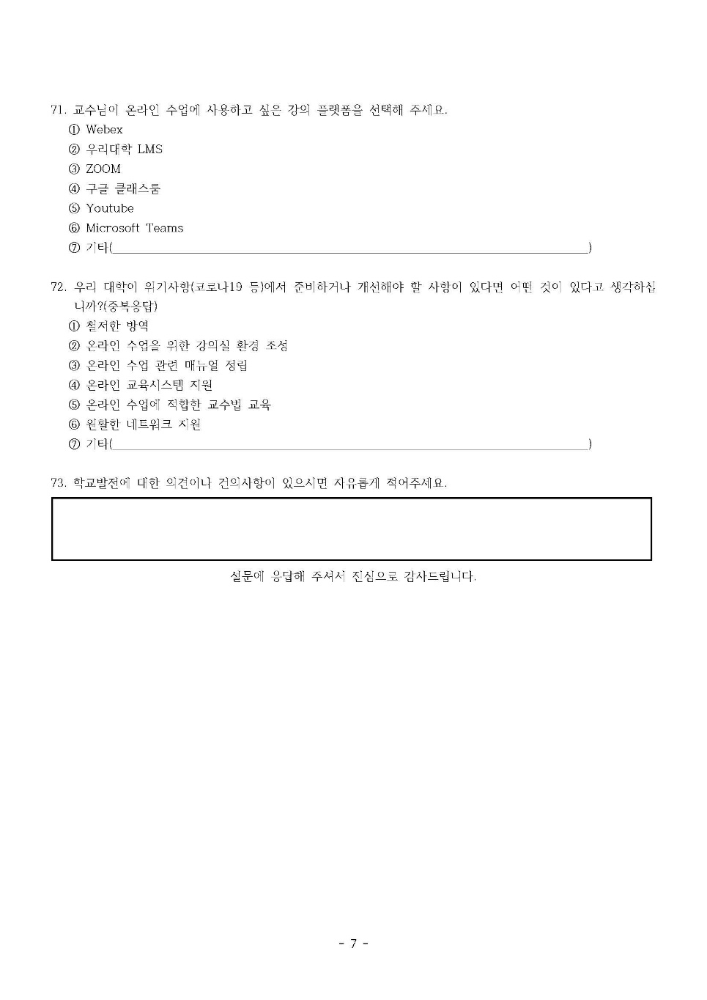 71. 교수님이 온라인 수업에 사용하고 싶은 강의 플랫폼을 선택해 주세요.
① Webex
② 우리대학 LMS
③ ZOOM
④ 구글 클래스룸
⑤ Youtube
⑥ Microsoft Teams
⑦ 기타(                                        )
72. 우리 대학이 위기사항(코로나19 등)에서 준비하거나 개선해야 할 사항이 있다면 어떤 것이 있다고 생각하십
니까?(중복응답)
① 철저한 방역
② 온라인 수업을 위한 강의실 환경 조성
③ 온라인 수업 관련 매뉴얼 정립
④ 온라인 교육시스템 지원
⑤ 온라인 수업에 적합한 교수법 교육
⑥ 원활한 네트워크 지원
⑦ 기타(                                        )
73. 학교발전에 대한 의견이나 건의사항이 있으시면 자유롭게 적어주세요.
설문에 응답해 주셔서 진심으로 감사드립니다.
- 7 -